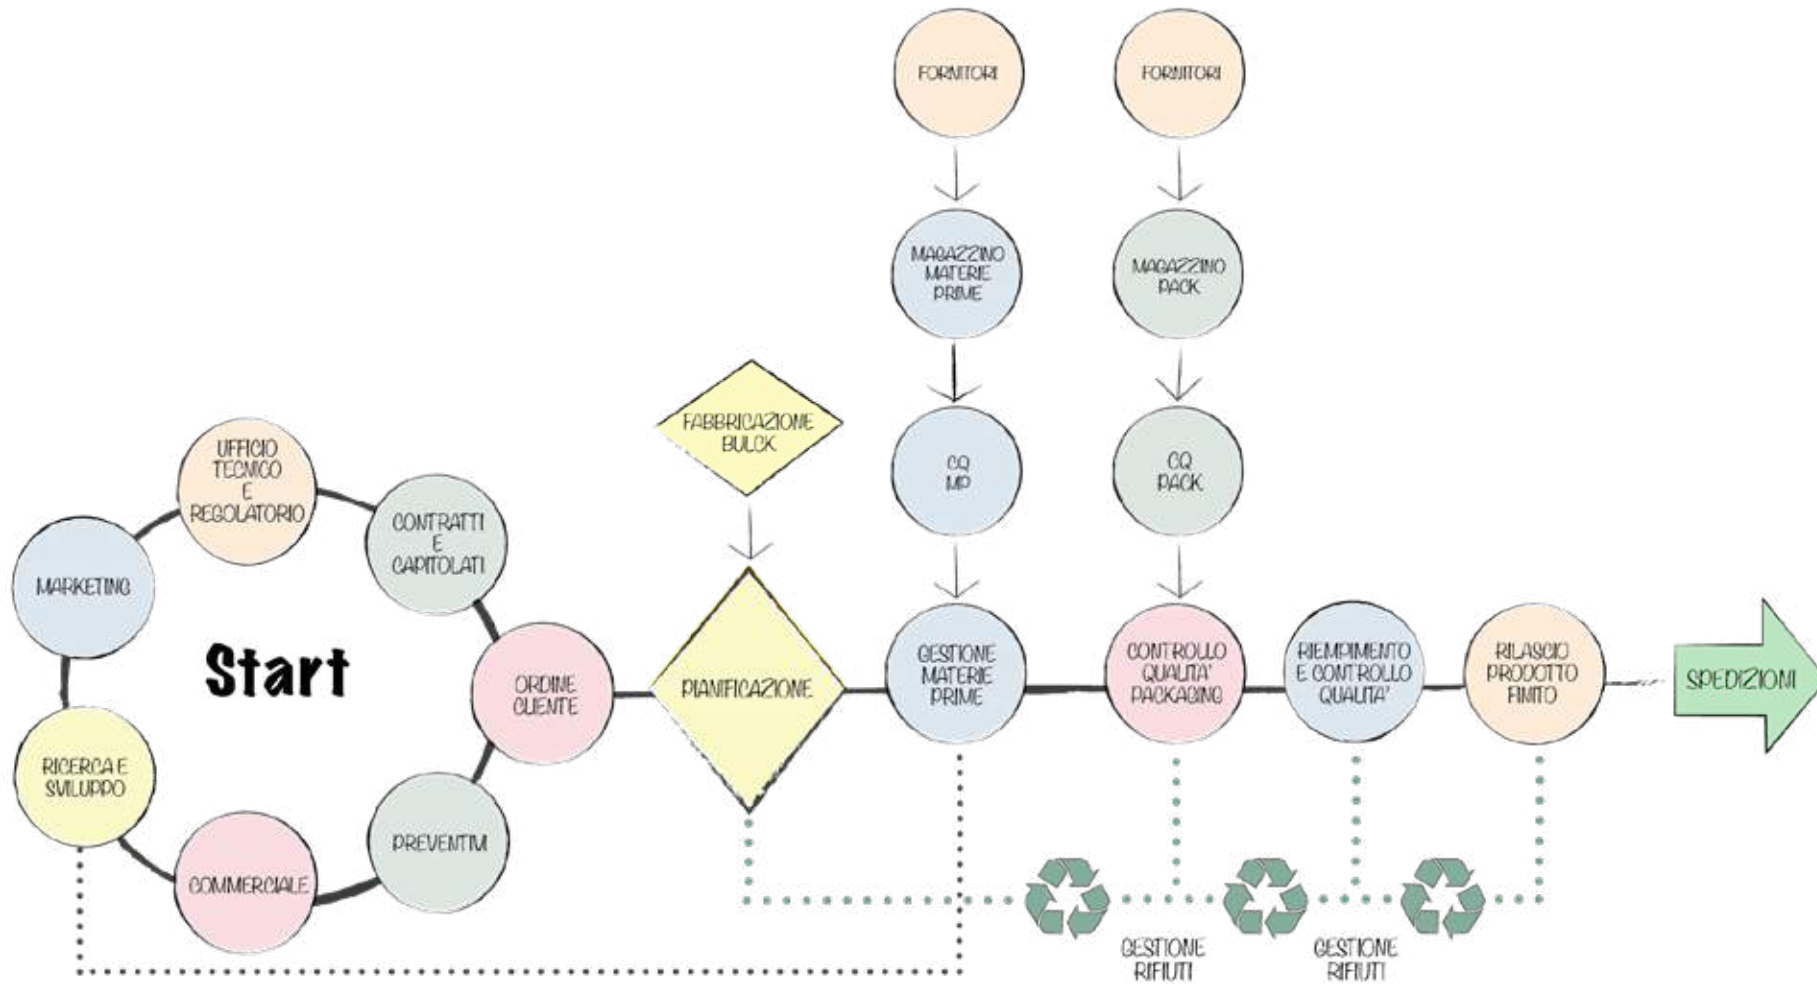 FORNITORI
FORNITORI
MAGAZZINO
MATERIE
PRIME
MAGAZZINO
PACK
FABBRICAZIONE
BULCK
CQ
MP
CQ
PACK
UFFICIO
TECNICO
E
REGOLATORIO
CONTRATTI
E
CAPITOLATI
MARKETING
Start
ORDINE
CLIENTE
PIANIFICAZIONE
GESTIONE
MATERIE
PRIME
CONTROLLO
QUALITA'
PACKAGING
RIEMPIMENTO
E CONTROLLO
QUALITA'
RILASCIO
PRODOTTO
FINITO
SPEDIZIONI
RICERCA E
SVILUPPO
COMMERCIALE
PREVENTIVI
GESTIONE
RIFIUTI
GESTIONE
RIFIUTI